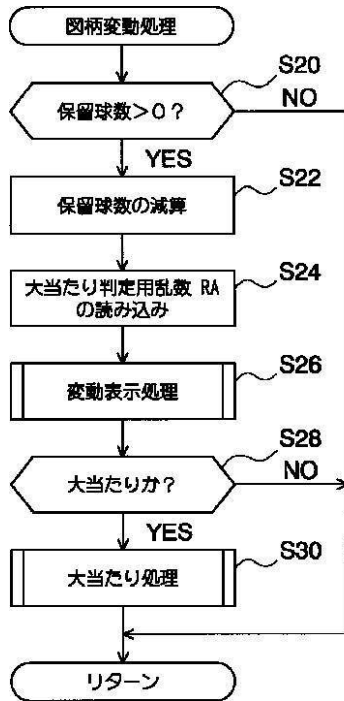 図柄変動処理
S20
保留球数>0?
NO
YES
S22
保留球数の減算
S24
大当たり判定用乱数 RA
の読み込み
S26
変動表示処理
S28
大当たりか?
NO
YES
S30
大当たり処理
リターン